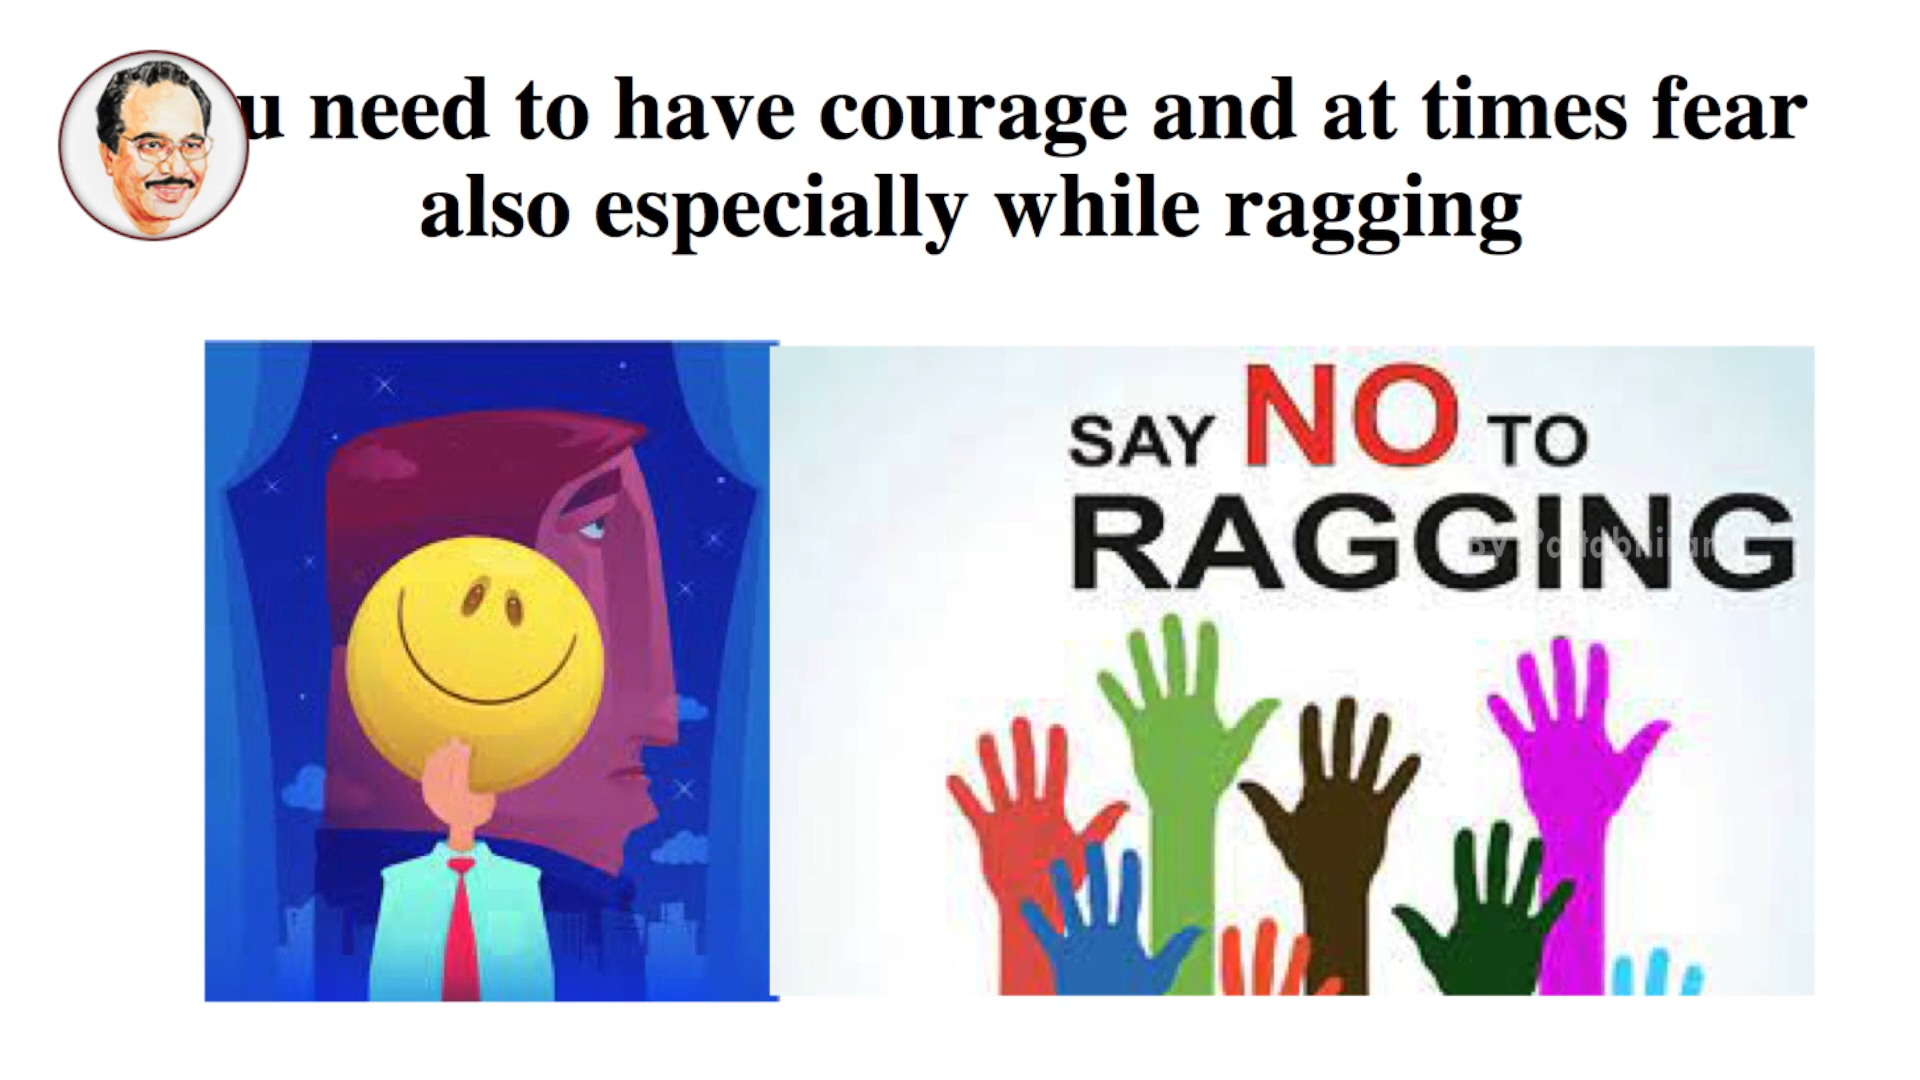 u need to have courage and at times fear
also especially while ragging
SAY NO TO
RAGGING